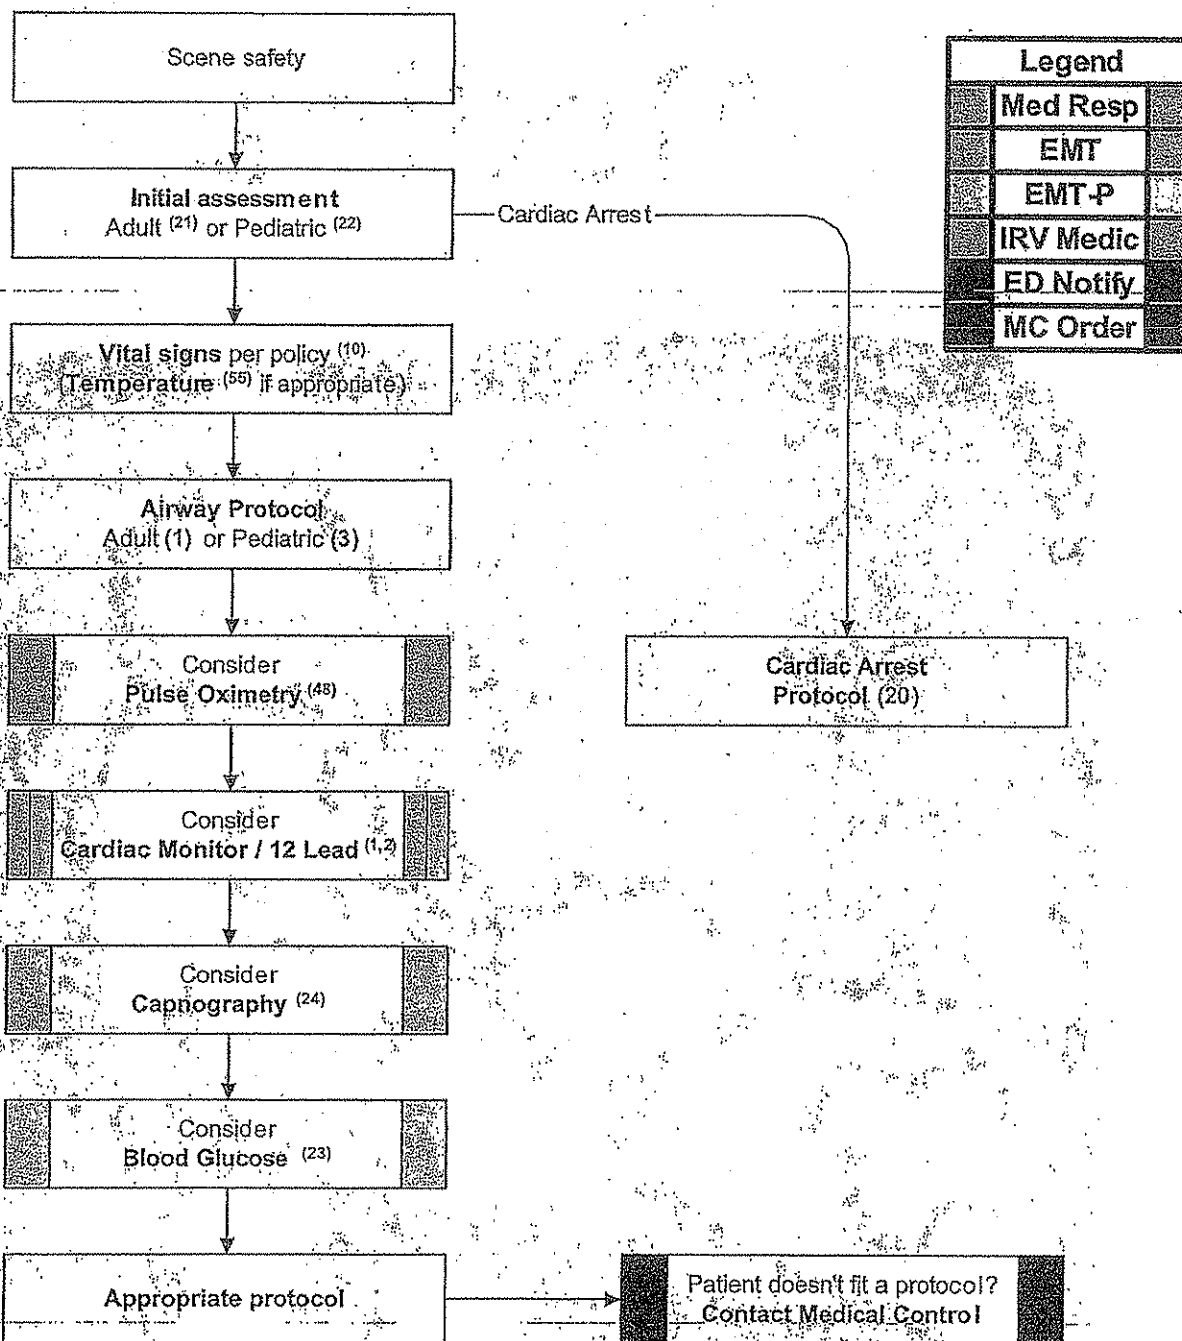 Scene safety
Legend
Med Resp
EMT
EMT-P
IRV Medic
ED Notify
MC Order
Initial assessment
Adult (21) or Pediatric (22)
Cardiac Arrest
Vital signs per policy (10)
(Temperature (55) if appropriate)
Airway Protocol
Adult (1) or Pediatric (3)
Consider
Pulse Oximetry (48)
Cardiac Arrest
Protocol (20)
Consider
Cardiac Monitor / 12 Lead (1,2)
Consider
Capnography (24)
Consider
Blood Glucose (23)
Appropriate protocol
Patient doesn't fit a protocol?
Contact Medical Control